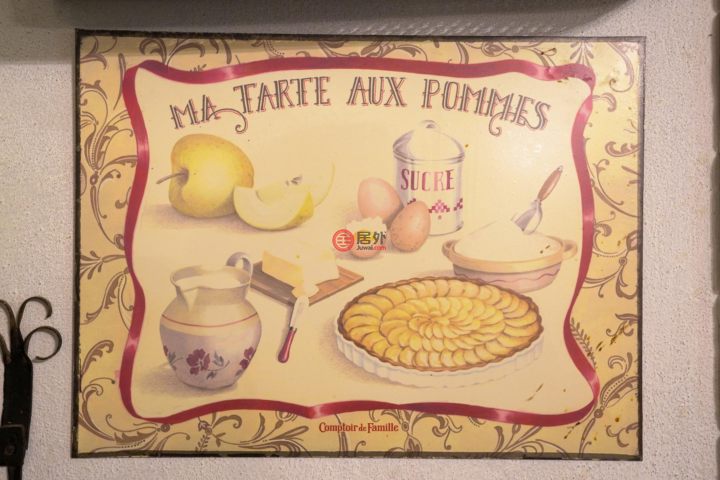 MA TARTE AUX POMMES
SUCRE
居外
Juwai.com
Comptoir de Famille ©